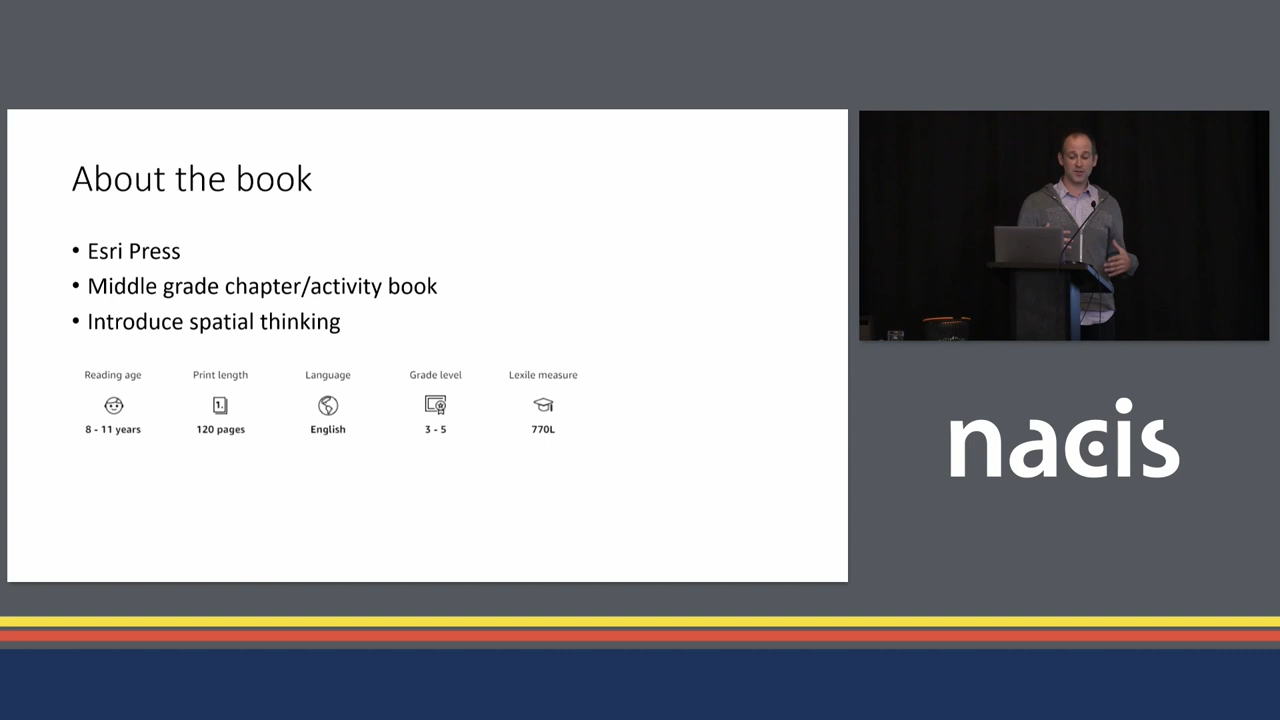 About the book
• Esri Press
• Middle grade chapter/activity book
• Introduce spatial thinking
Reading age Print length Language Grade level Lexile measure
1.
8 - 11 years 120 pages English 3 - 5 770L
nacis